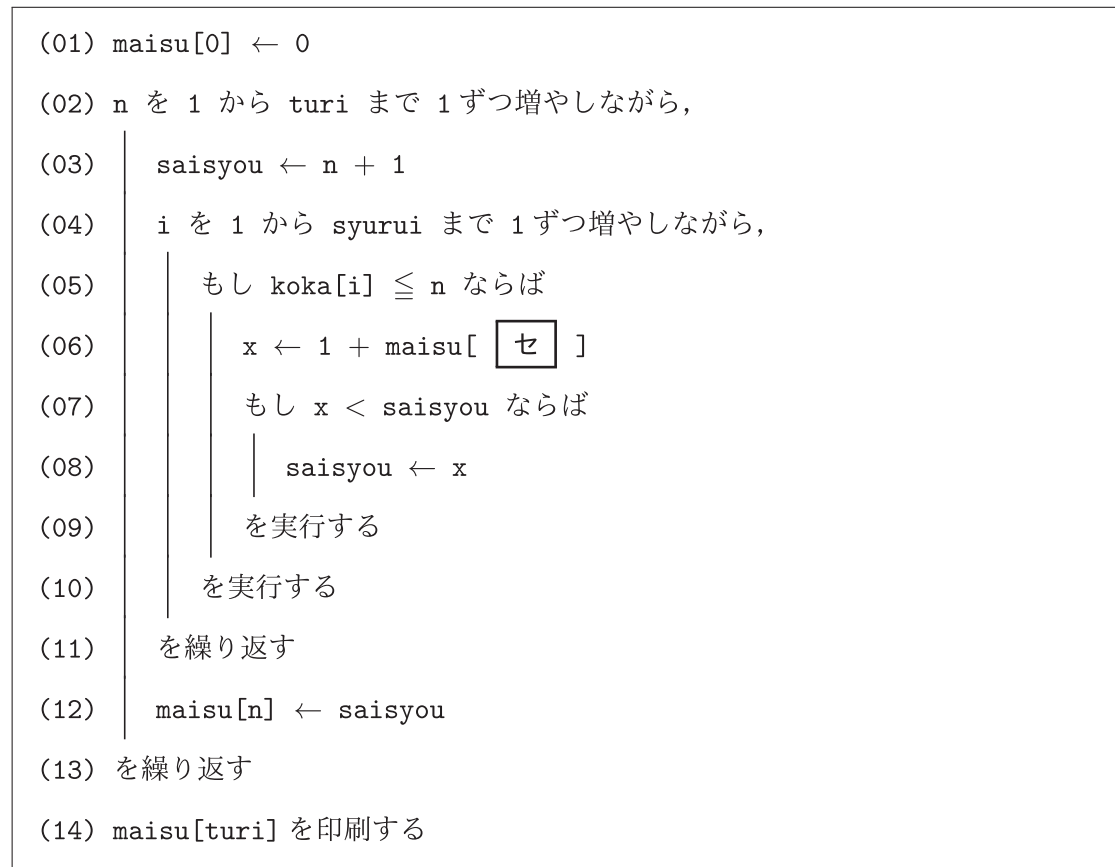 (01) maisu[0] ← 0
(02) n を 1 から turi まで 1ずつ増やしながら，
(03) saisyou ← n + 1
(04) i を 1 から syurui まで 1ずつ増やしながら，
(05) もし koka[i] ≦ n ならば
(06) x ← 1 + maisu[ セ ]
(07) もし x < saisyou ならば
(08) saisyou ← x
(09) を実行する
(10) を実行する
(11) を繰り返す
(12) maisu[n] ← saisyou
(13) を繰り返す
(14) maisu[turi] を印刷する